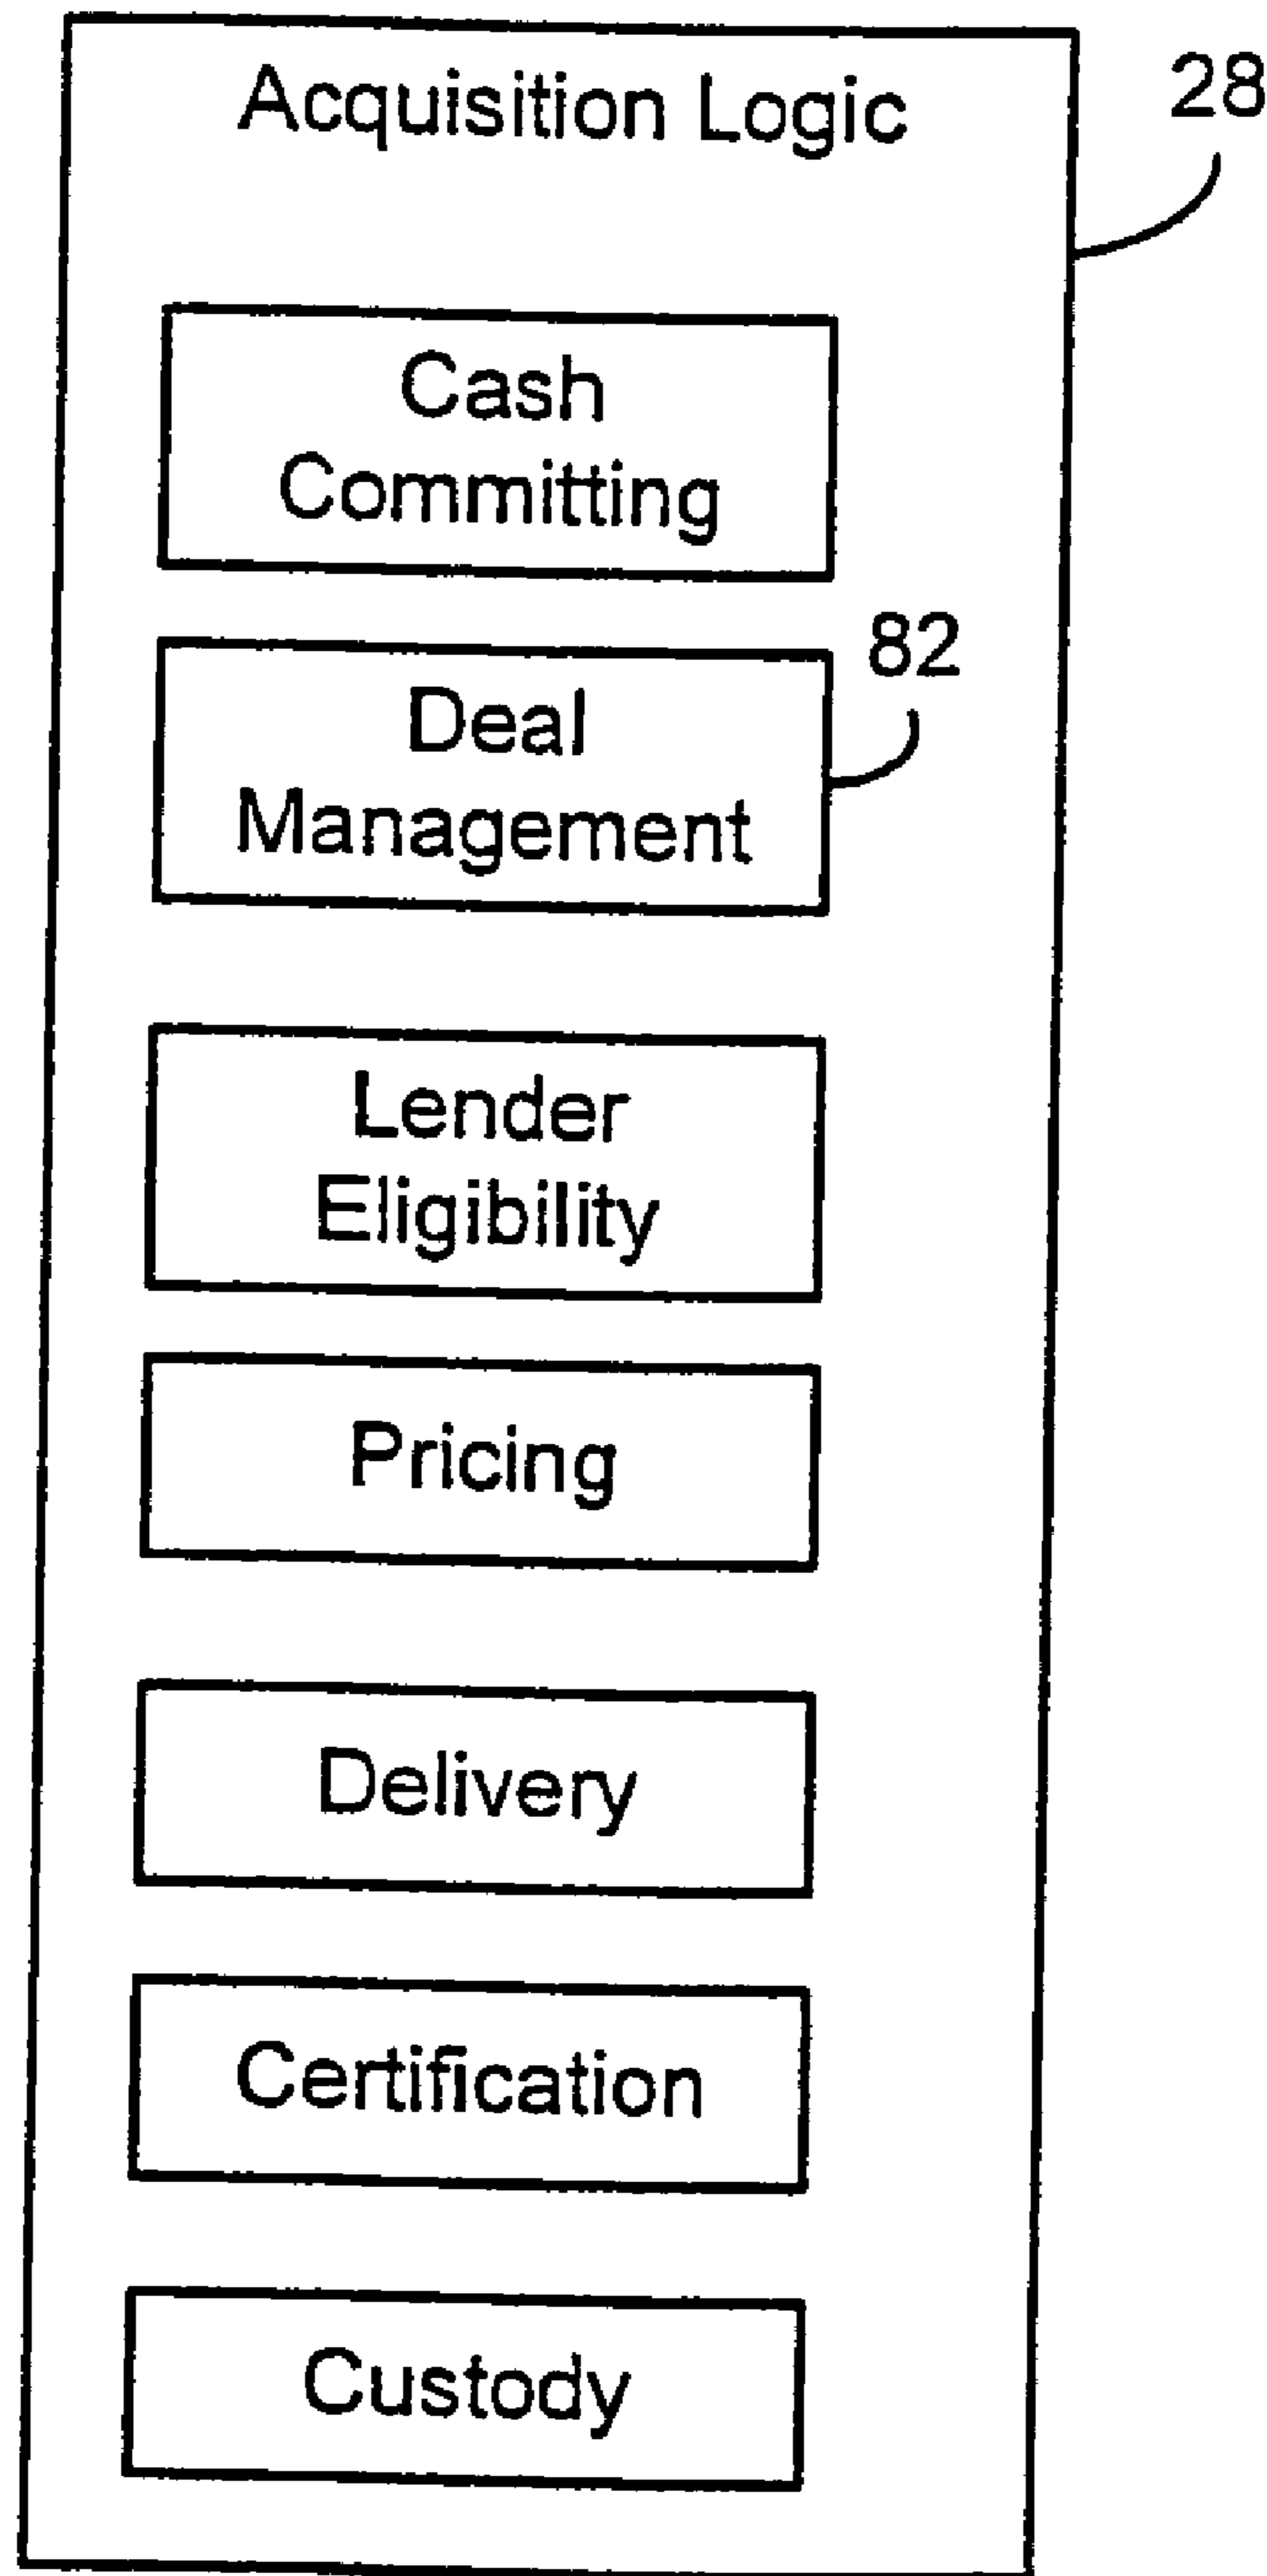 Acquisition Logic
28
Cash
Committing
Deal
Management
82
Lender
Eligibility
Pricing
Delivery
Certification
Custody